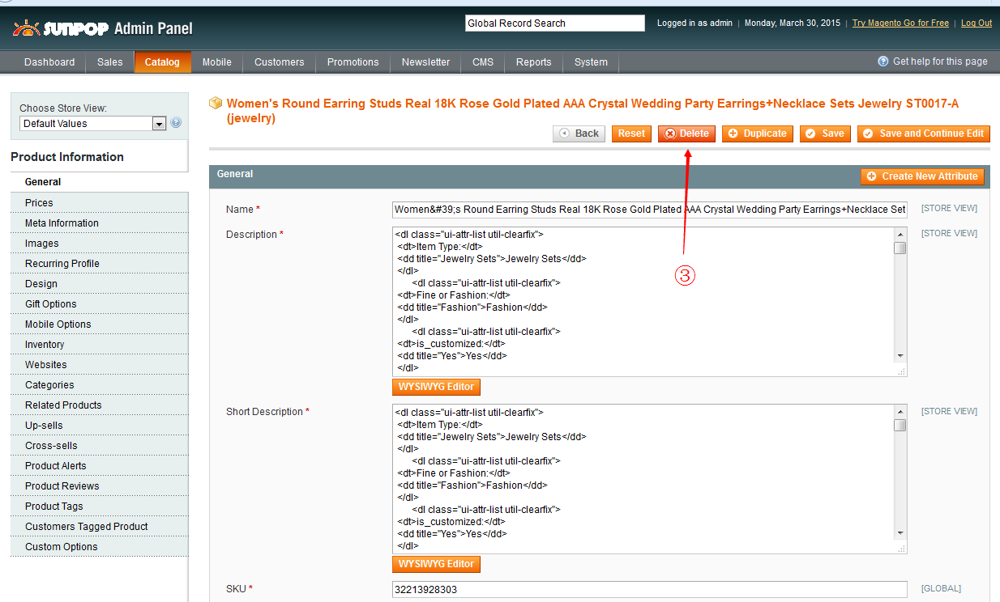 SUNPOP Admin Panel
Global Record Search
Logged in as admin | Monday, March 30, 2015 | Try Magento Go for Free | Log Out
Dashboard Sales Catalog Mobile Customers Promotions Newsletter CMS Reports System
Get help for this page
Choose Store View:
Default Values
Product Information
General
Prices
Meta Information
Images
Recurring Profile
Design
Gift Options
Mobile Options
Inventory
Websites
Categories
Related Products
Up-sells
Cross-sells
Product Alerts
Product Reviews
Product Tags
Customers Tagged Product
Custom Options
Women's Round Earring Studs Real 18K Rose Gold Plated AAA Crystal Wedding Party Earrings+Necklace Sets Jewelry ST0017-A
(jewelry)
Back Reset Delete Duplicate Save Save and Continue Edit
General
Create New Attribute
Name *
Women&#39;s Round Earring Studs Real 18K Rose Gold Plated AAA Crystal Wedding Party Earrings+Necklace Set
[STORE VIEW]
Description *
<dl class="ui-attr-list util-clearfix">
<dt>Item Type:</dt>
<dd title="Jewelry Sets">Jewelry Sets</dd>
</dl>
<dl class="ui-attr-list util-clearfix">
<dt>Fine or Fashion:</dt>
<dd title="Fashion">Fashion</dd>
</dl>
<dl class="ui-attr-list util-clearfix">
<dt>is_customized:</dt>
<dd title="Yes">Yes</dd>
</dl>
[STORE VIEW]
③
WYSIWYG Editor
Short Description *
<dl class="ui-attr-list util-clearfix">
<dt>Item Type:</dt>
<dd title="Jewelry Sets">Jewelry Sets</dd>
</dl>
<dl class="ui-attr-list util-clearfix">
<dt>Fine or Fashion:</dt>
<dd title="Fashion">Fashion</dd>
</dl>
<dl class="ui-attr-list util-clearfix">
<dt>is_customized:</dt>
<dd title="Yes">Yes</dd>
</dl>
[STORE VIEW]
WYSIWYG Editor
SKU *
32213928303
[GLOBAL]